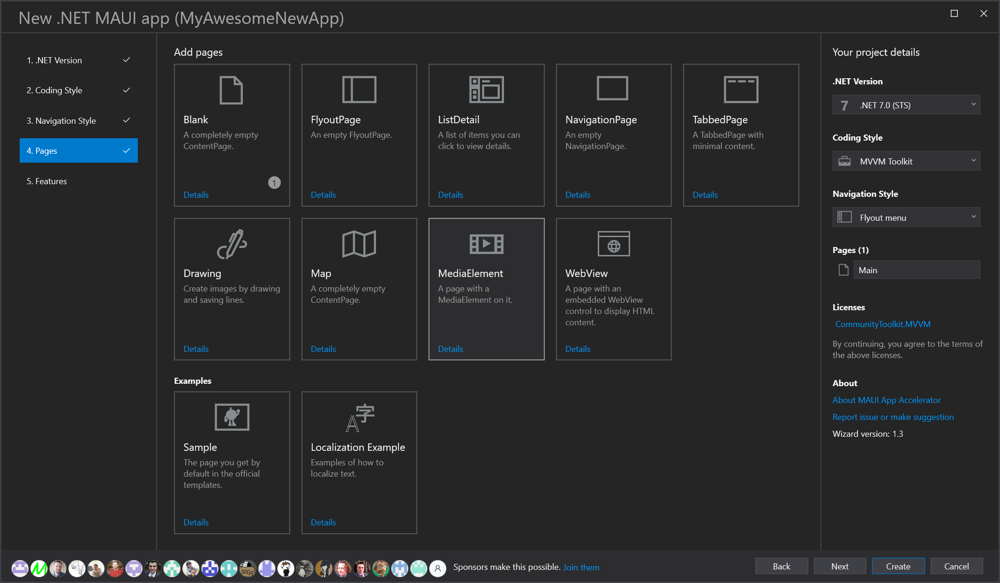 New .NET MAUI app (MyAwesomeNewApp)
1. .NET Version
2. Coding Style
3. Navigation Style
4. Pages
5. Features
Add pages
Blank
A completely empty
ContentPage.
1
Details
FlyoutPage
An empty FlyoutPage.
Details
ListDetail
A list of items you can
click to view details.
Details
NavigationPage
An empty
NavigationPage.
Details
TabbedPage
A TabbedPage with
minimal content.
Details
Drawing
Create images by drawing
and saving lines.
Details
Map
A completely empty
ContentPage.
Details
MediaElement
A page with a
MediaElement on it.
Details
WebView
A page with an
embedded WebView
control to display HTML
content.
Details
Examples
Sample
The page you get by
default in the official
templates.
Details
A字
Localization Example
Examples of how to
localize text.
Details
Your project details
.NET Version
7 .NET 7.0 (STS)
Coding Style
MVVM Toolkit
Navigation Style
Flyout menu
Pages (1)
Main
Licenses
CommunityToolkit.MVVM
By continuing, you agree to the terms of
the above licenses.
About
About MAUI App Accelerator
Report issue or make suggestion
Wizard version: 1.3
Sponsors make this possible. Join them
Back
Next
Create
Cancel